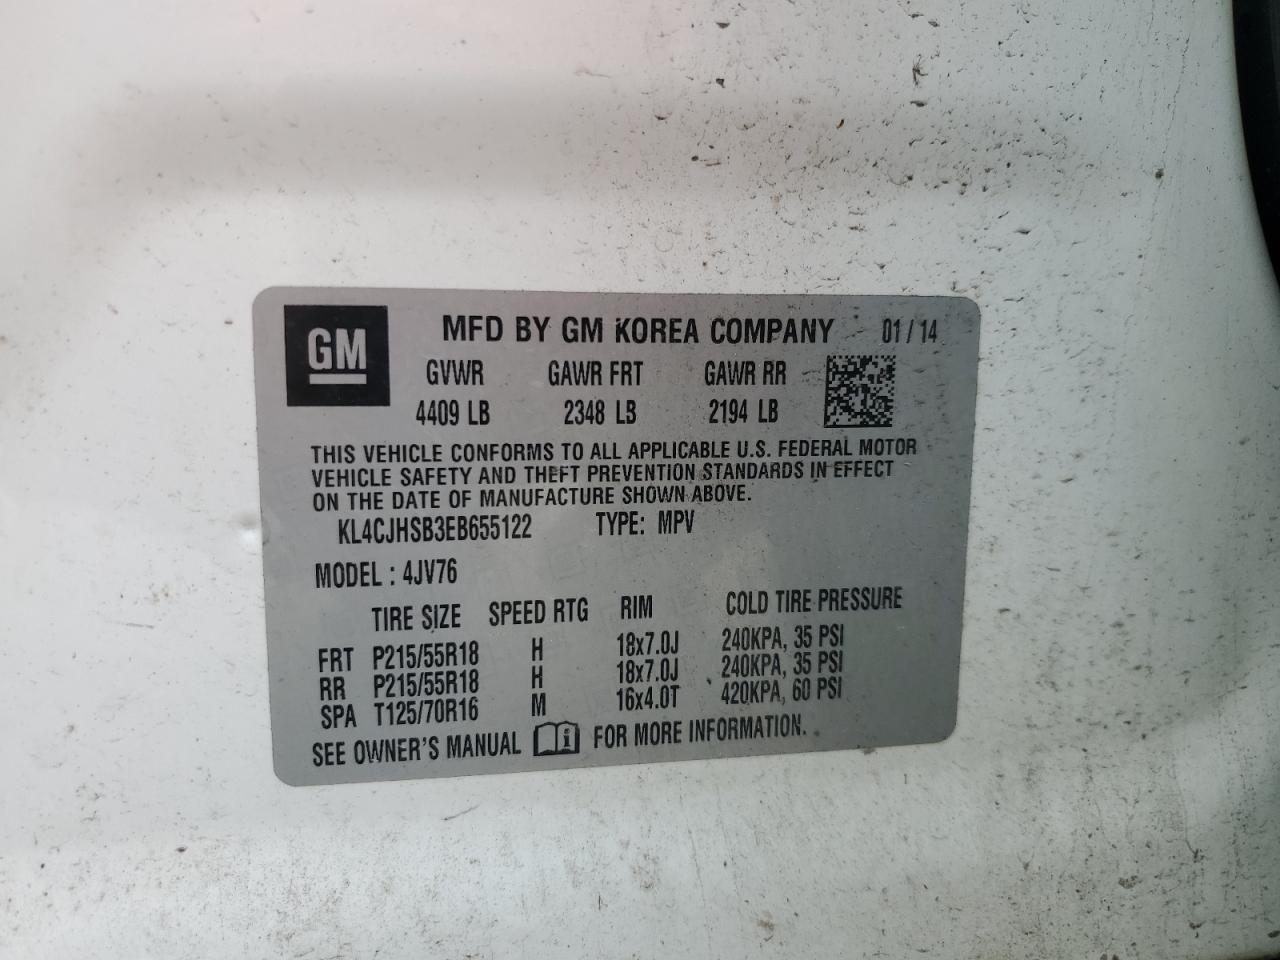 GM MFD BY GM KOREA COMPANY 01/14
GVWR GAWR FRT GAWR RR
4409 LB 2348 LB 2194 LB
THIS VEHICLE CONFORMS TO ALL APPLICABLE U.S. FEDERAL MOTOR
VEHICLE SAFETY AND THEFT PREVENTION STANDARDS IN EFFECT
ON THE DATE OF MANUFACTURE SHOWN ABOVE.
KL4CJHSB3EB655122 TYPE: MPV
MODEL : 4JV76
TIRE SIZE SPEED RTG RIM COLD TIRE PRESSURE
FRT P215/55R18 H 18x7.0J 240KPA, 35 PSI
RR P215/55R18 H 18x7.0J 240KPA, 35 PSI
SPA T125/70R16 M 16x4.0T 420KPA, 60 PSI
SEE OWNER'S MANUAL i FOR MORE INFORMATION.